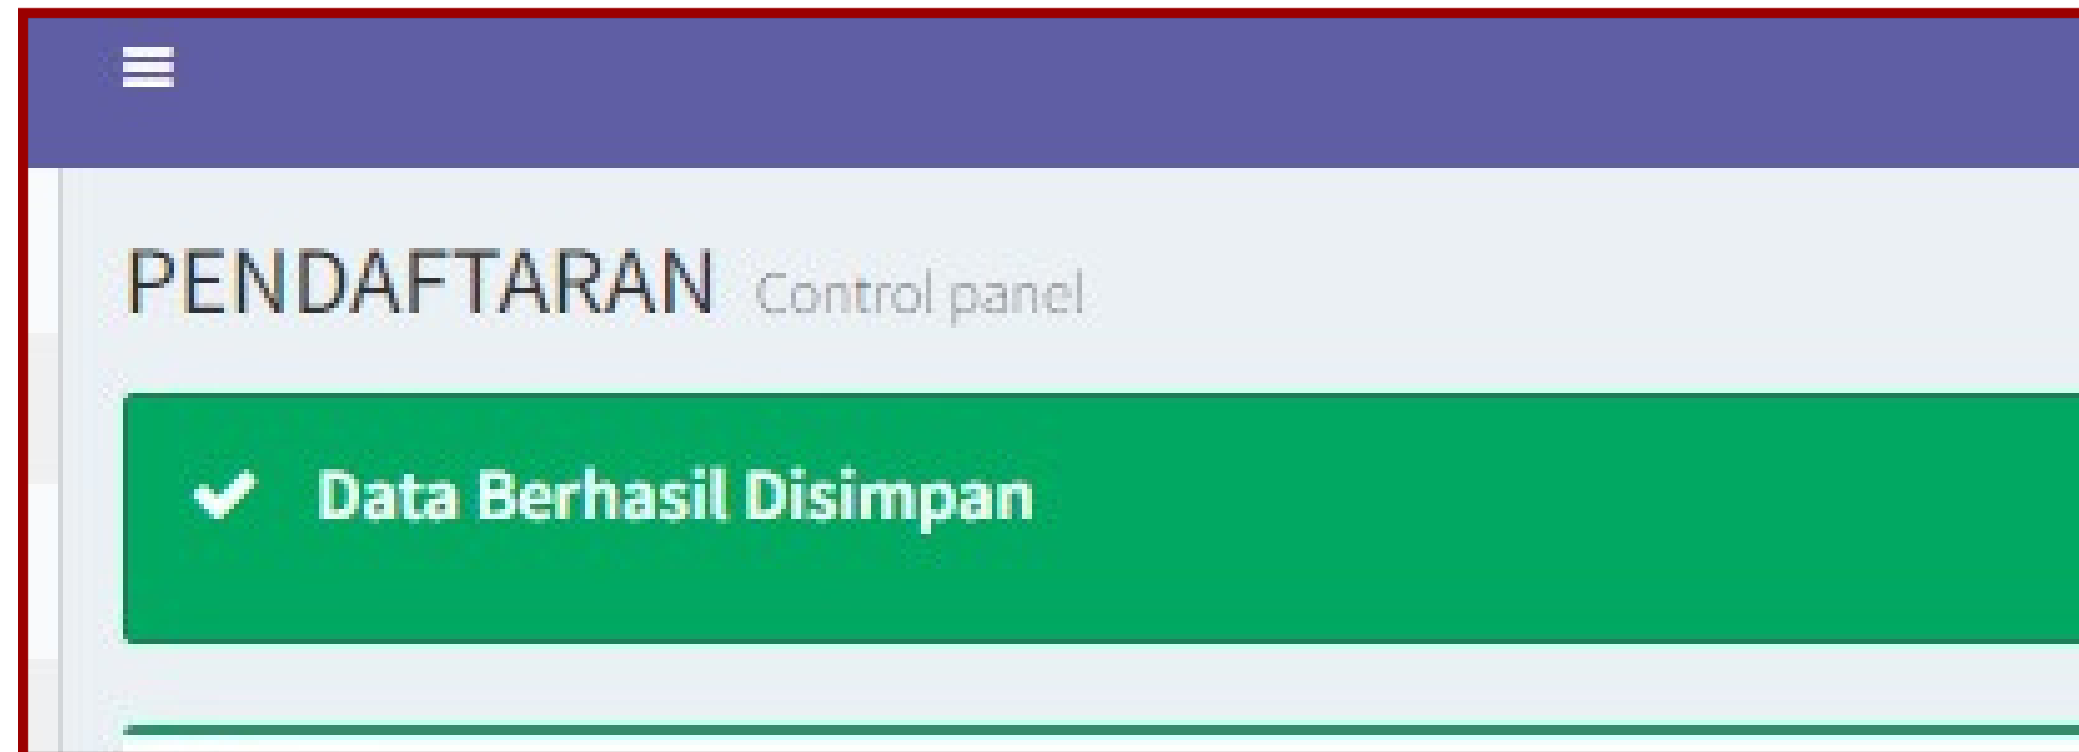 PENDAFTARAN Control panel
Data Berhasil Disimpan